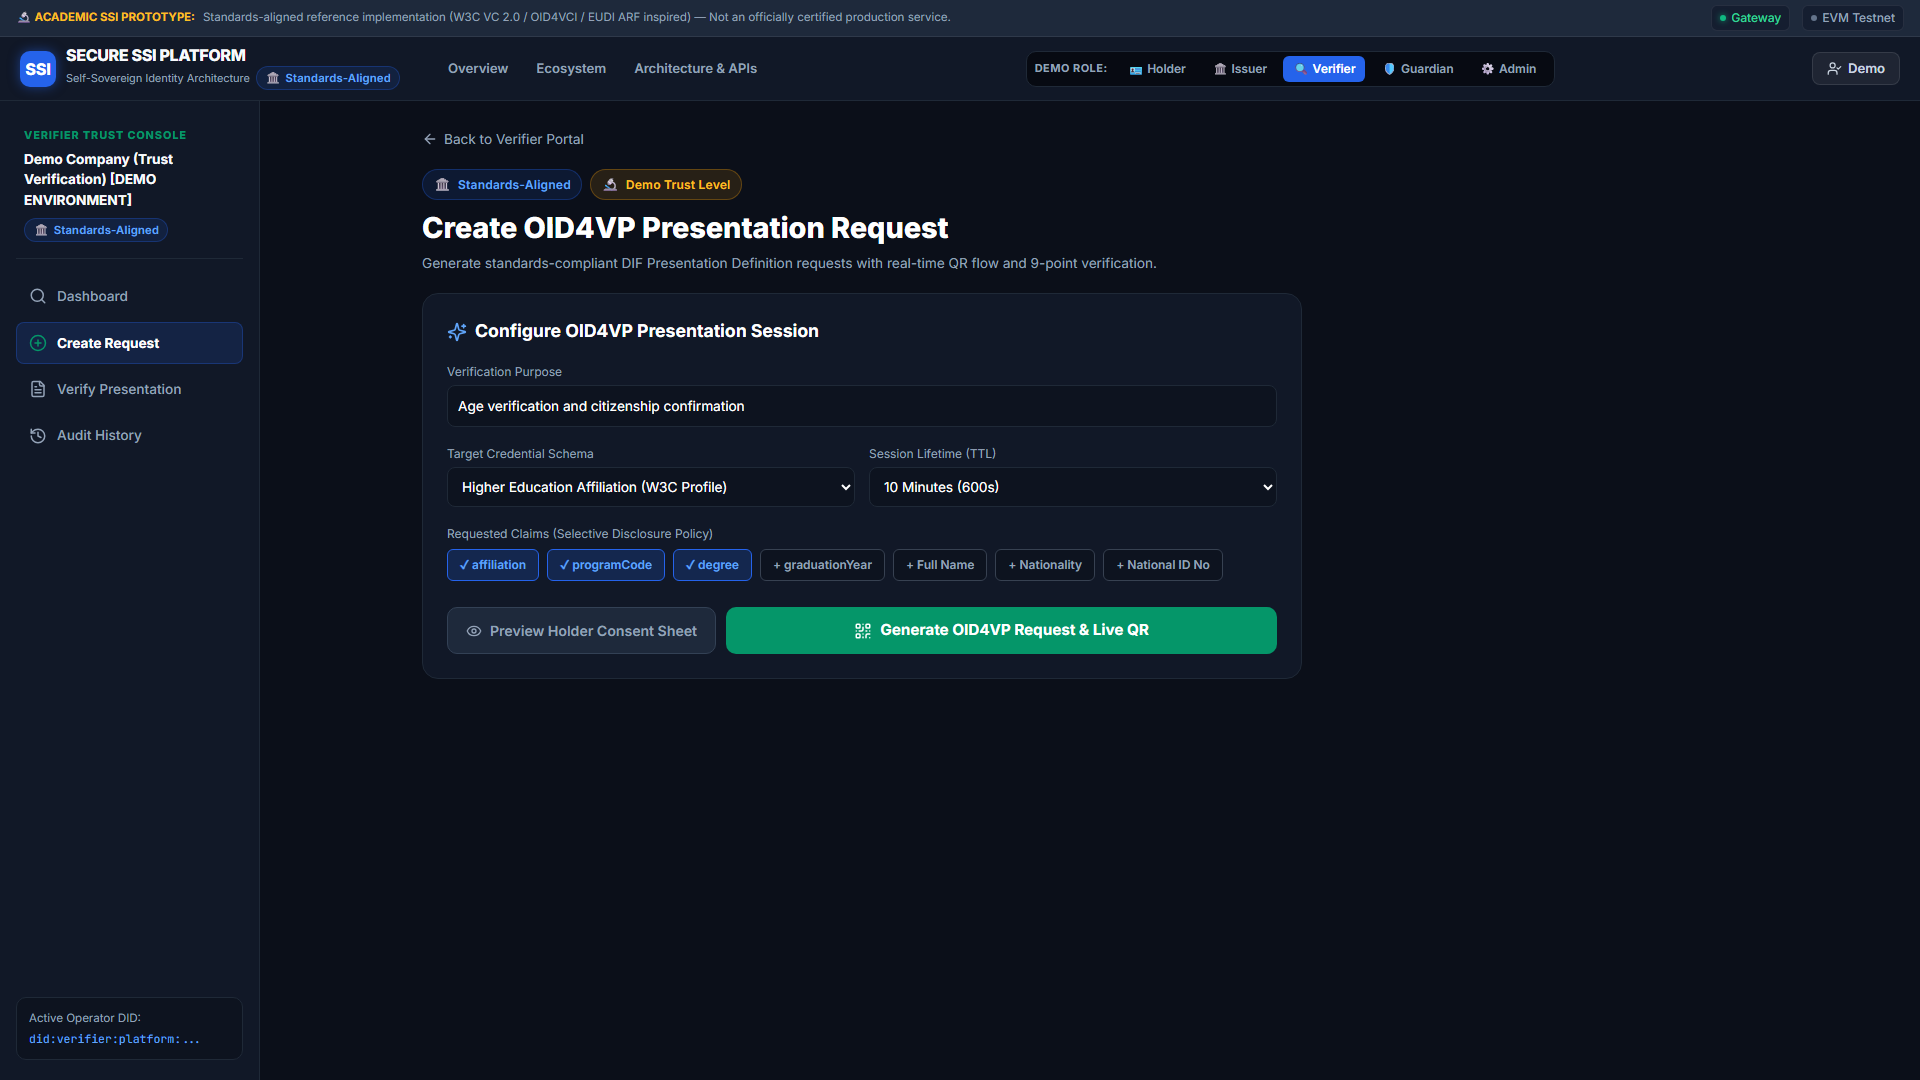 ACADEMIC SSI PROTOTYPE: Standards-aligned reference implementation (W3C VC 2.0 / OID4VCI / EUDI ARF inspired) — Not an officially certified production service.
Gateway
EVM Testnet
SSI
SECURE SSI PLATFORM
Self-Sovereign Identity Architecture
Standards-Aligned
Overview
Ecosystem
Architecture & APIs
DEMO ROLE:
Holder
Issuer
Verifier
Guardian
Admin
Demo
VERIFIER TRUST CONSOLE
Demo Company (Trust
Verification) [DEMO
ENVIRONMENT]
Standards-Aligned
Dashboard
Create Request
Verify Presentation
Audit History
Active Operator DID:
did:verifier:platform:...
← Back to Verifier Portal
Standards-Aligned
Demo Trust Level
Create OID4VP Presentation Request
Generate standards-compliant DIF Presentation Definition requests with real-time QR flow and 9-point verification.
Configure OID4VP Presentation Session
Verification Purpose
Age verification and citizenship confirmation
Target Credential Schema
Session Lifetime (TTL)
Higher Education Affiliation (W3C Profile)
10 Minutes (600s)
Requested Claims (Selective Disclosure Policy)
✓ affiliation
✓ programCode
✓ degree
+ graduationYear
+ Full Name
+ Nationality
+ National ID No
Preview Holder Consent Sheet
Generate OID4VP Request & Live QR